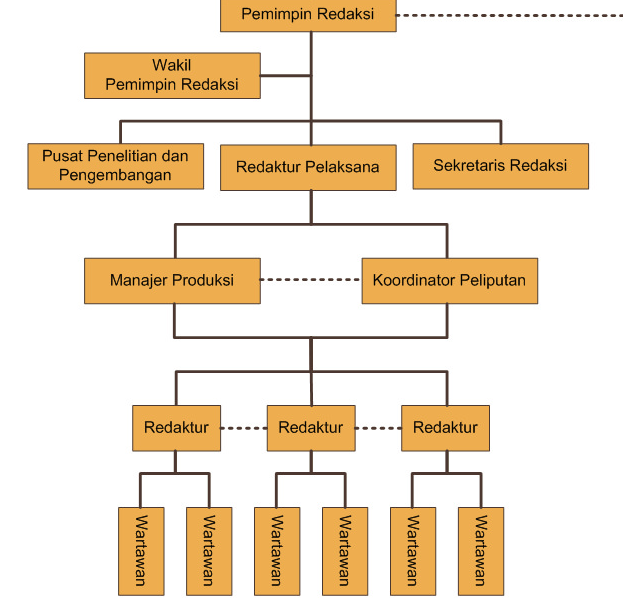 Pemimpin Redaksi
Wakil
Pemimpin Redaksi
Pusat Penelitian dan
Pengembangan
Redaktur Pelaksana
Sekretaris Redaksi
Manajer Produksi
Koordinator Peliputan
Redaktur
Redaktur
Redaktur
Wartawan
Wartawan
Wartawan
Wartawan
Wartawan
Wartawan